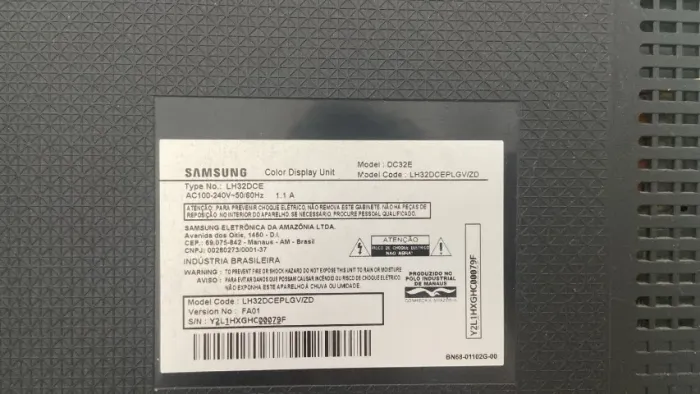 SAMSUNG Color Display Unit
Model : DC32E
Model Code : LH32DCEPLGV/ZD
Type No.: LH32DCE
AC100-240V~50/60Hz 1.1 A
ATENÇÃO: PARA PREVENIR CHOQUE ELÉTRICO, NÃO REMOVA ESTE GABINETE, NÃO HÁ PEÇAS DE
REPOSIÇÃO NO INTERIOR DO APARELHO SE NECESSÁRIO PROCURE PESSOAL QUALIFICADO.
SAMSUNG ELETRÔNICA DA AMAZÔNIA LTDA.
Avenida dos Oitis, 1460 - D.I.
CEP.: 69.075-842 - Manaus - AM - Brasil
CNPJ: 00280273/0001-37
INDÚSTRIA BRASILEIRA
ATENÇÃO
RISCO DE CHOQUE ELÉTRICO
NÃO ABRA
WARNING : TO PREVENT FIRE OR SHOCK HAZARD DO NOT EXPOSE THIS UNIT TO RAIN OR MOISTURE
AVISO : PARA EVITAR DANOS QUE POSSAM CAUSAR INCÊNDIO OU RISCO DE CHOQUE ELÉTRICO
NÃO EXPONHA ESTE APARELHO À CHUVA OU UMIDADE.
PRODUZIDO NO
POLO INDUSTRIAL
DE MANAUS
CONHEÇA A AMAZÔNIA
Model Code : LH32DCEPLGV/ZD
Version No : FA01
S/N : Y2L1HXGHC00079F
Y2L1HXGHC00079F
BN68-01102G-00